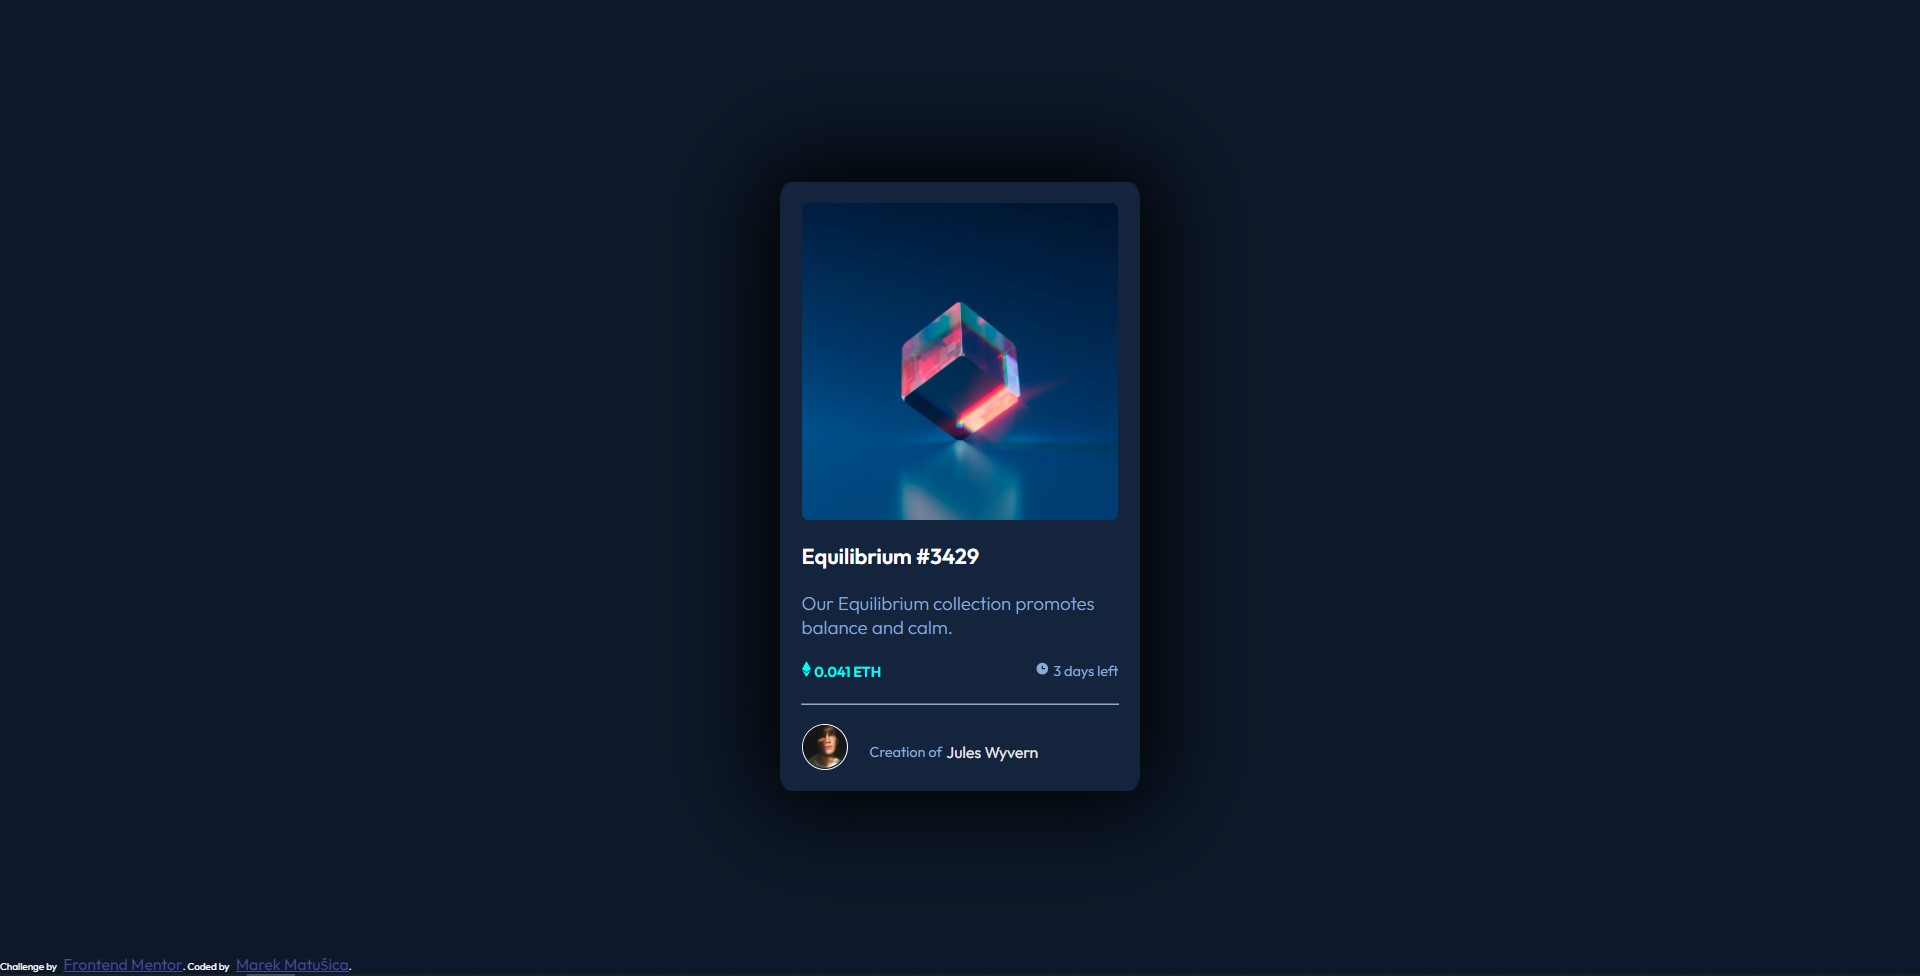 Equilibrium #3429
Our Equilibrium collection promotes
balance and calm.
0.041 ETH
3 days left
Creation of Jules Wyvern
Challenge by Frontend Mentor. Coded by Marek Matušica.